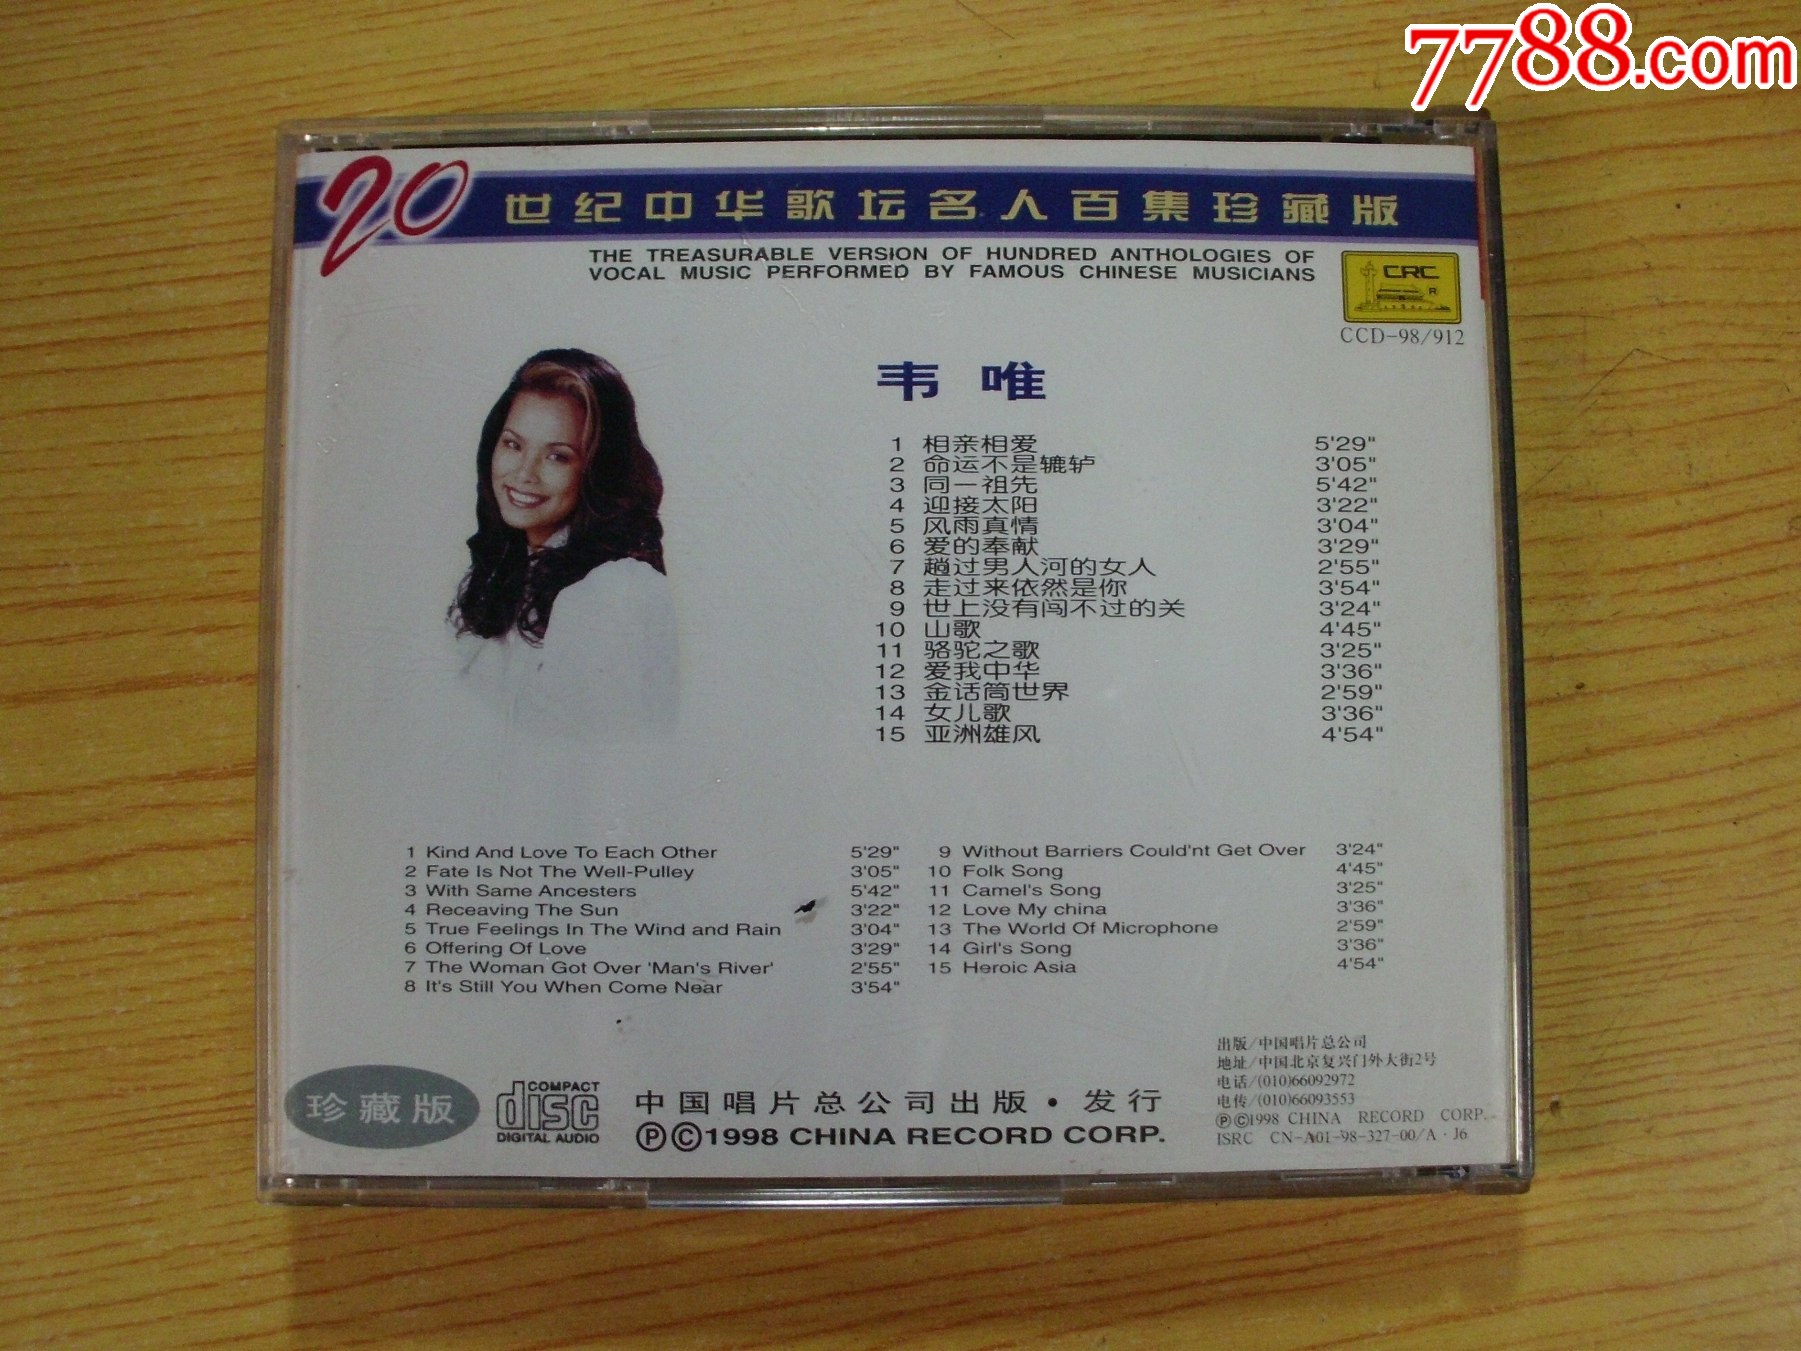 7788.com
20世纪中华歌坛名人百集珍藏版
THE TREASURABLE VERSION OF HUNDRED ANTHOLOGIES OF
VOCAL MUSIC PERFORMED BY FAMOUS CHINESE MUSICIANS
CRC
R
CCD-98/912
韦唯
1 相亲相爱 5'29"
2 命运不是辘轳 3'05"
3 同一祖先 5'42"
4 迎接太阳 3'22"
5 风雨真情 3'04"
6 爱的奉献 3'29"
7 趟过男人河的女人 2'55"
8 走过来依然是你 3'54"
9 世上没有闯不过的关 3'24"
10 山歌 4'45"
11 骆驼之歌 3'25"
12 爱我中华 3'36"
13 金话筒世界 2'59"
14 女儿歌 3'36"
15 亚洲雄风 4'54"
1 Kind And Love To Each Other 5'29"
2 Fate Is Not The Well-Pulley 3'05"
3 With Same Ancesters 5'42"
4 Receaving The Sun 3'22"
5 True Feelings In The Wind and Rain 3'04"
6 Offering Of Love 3'29"
7 The Woman Got Over 'Man's River' 2'55"
8 It's Still You When Come Near 3'54"
9 Without Barriers Could'nt Get Over 3'24"
10 Folk Song 4'45"
11 Camel's Song 3'25"
12 Love My china 3'36"
13 The World Of Microphone 2'59"
14 Girl's Song 3'36"
15 Heroic Asia 4'54"
珍藏版
COMPACT
disc
DIGITAL AUDIO
中国唱片总公司出版·发行
ⓅⒸ1998 CHINA RECORD CORP.
出版/中国唱片总公司
地址/中国北京复兴门外大街2号
电话/(010)66092972
电传/(010)66093553
ⓅⒸ1998 CHINA RECORD CORP.
ISRC CN-A01-98-327-00/A·J6